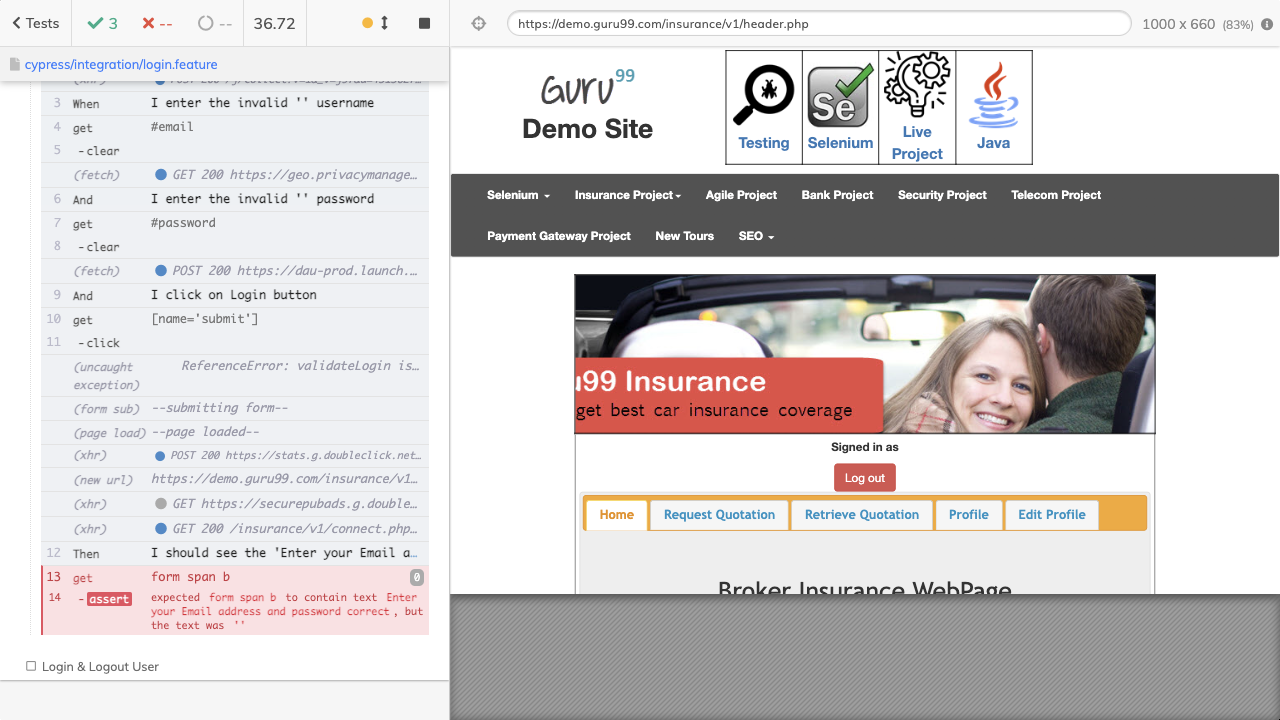 Tests
3
--
--
36.72
https://demo.guru99.com/insurance/v1/header.php
1000 x 660 (83%)
cypress/integration/login.feature
3 When I enter the invalid '' username
4 get #email
5 -clear
(fetch) GET 200 https://geo.privacymanage...
6 And I enter the invalid '' password
7 get #password
8 -clear
(fetch) POST 200 https://dau-prod.launch....
9 And I click on Login button
10 get [name='submit']
11 -click
(uncaught exception) ReferenceError: validateLogin is...
(form sub) --submitting form--
(page load) --page loaded--
(xhr) POST 200 https://stats.g.doubleclick.net...
(new url) https://demo.guru99.com/insurance/v1...
(xhr) GET https://securepubads.g.double...
(xhr) GET 200 /insurance/v1/connect.php...
12 Then I should see the 'Enter your Email a...
13 get form span b 0
14 -assert expected form span b to contain text Enter
your Email address and password correct, but
the text was ''
Login & Logout User
Guru99
Demo Site
Testing
Se
Selenium
Live
Project
Java
Selenium Insurance Project Agile Project Bank Project Security Project Telecom Project
Payment Gateway Project New Tours SEO
u99 Insurance
get best car insurance coverage
Signed in as
Log out
Home Request Quotation Retrieve Quotation Profile Edit Profile
Broker Insurance WebPage